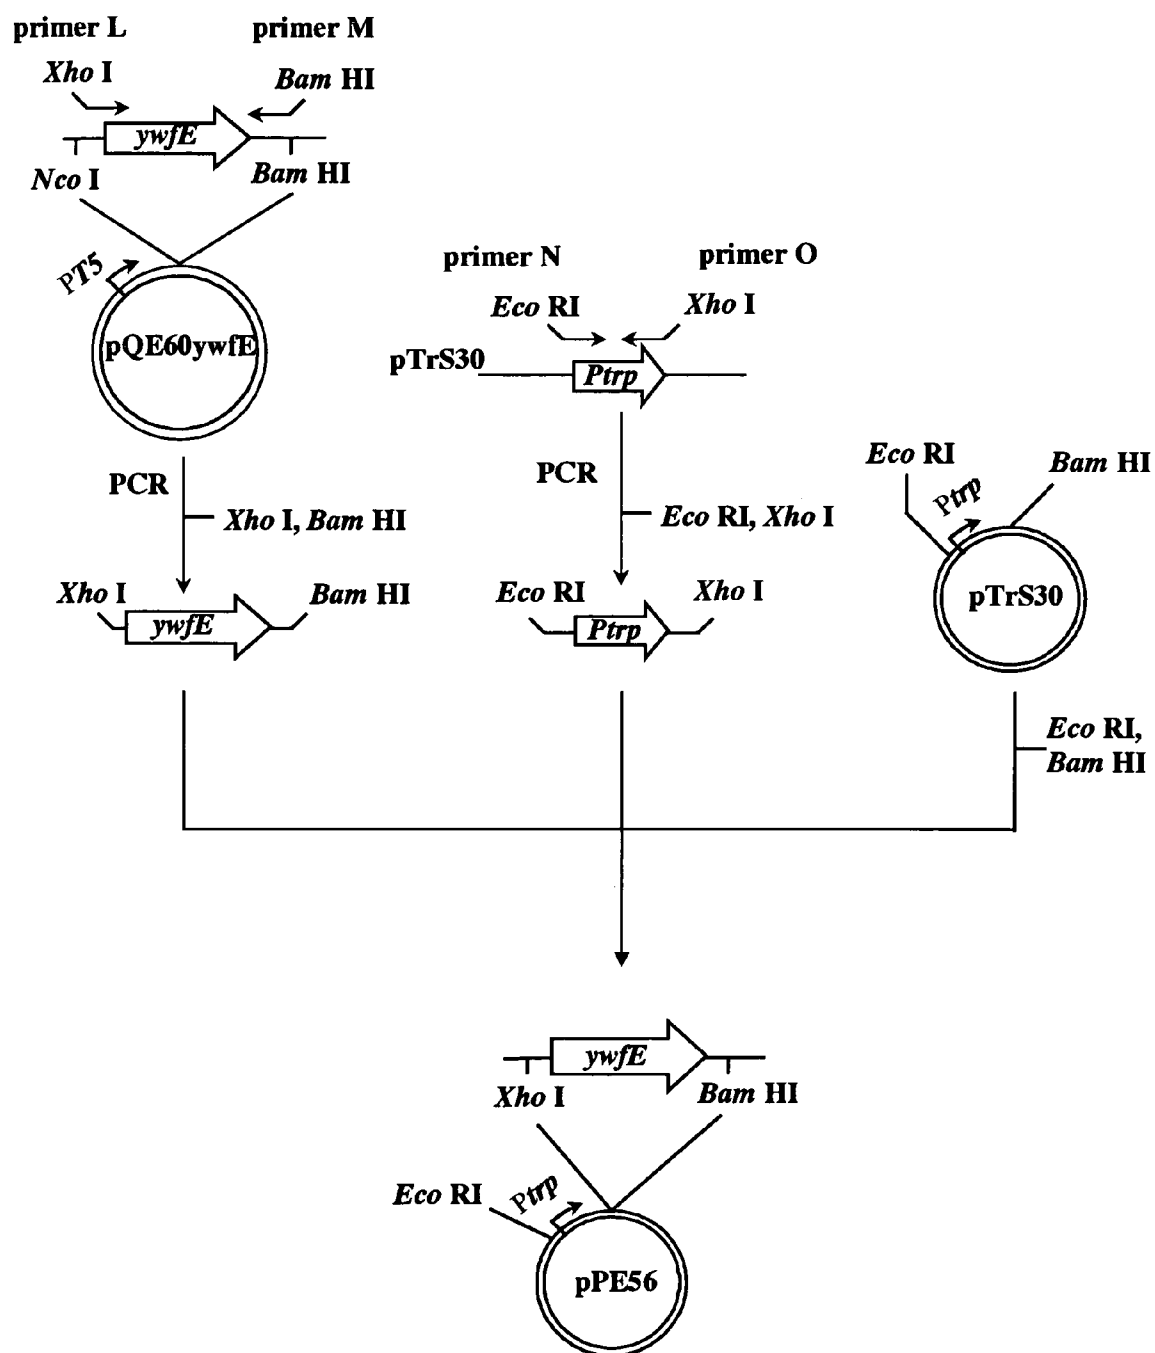 primer L
primer M
Xho I
Bam HI
ywfE
Nco I
Bam HI
PT5
pQE60ywfE
primer N
primer O
Eco RI
Xho I
pTrS30
Ptrp
PCR
Xho I, Bam HI
PCR
Eco RI, Xho I
Eco RI
Bam HI
Ptrp
pTrS30
Xho I
Bam HI
ywfE
Eco RI
Xho I
Ptrp
Eco RI,
Bam HI
ywfE
Xho I
Bam HI
Eco RI
Ptrp
pPE56